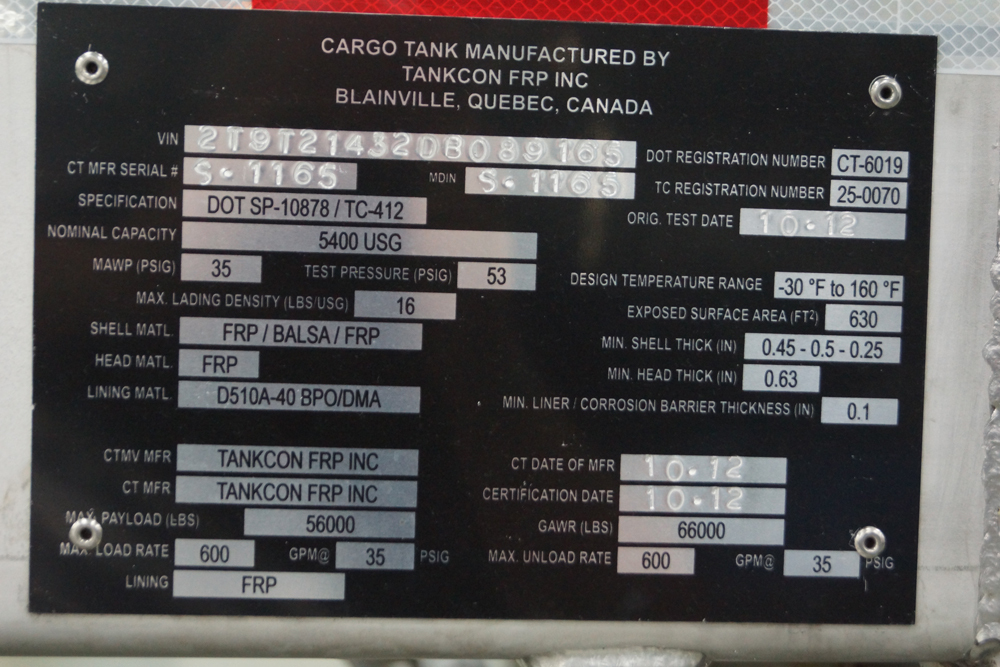 CARGO TANK MANUFACTURED BY
TANKCON FRP INC
BLAINVILLE, QUEBEC, CANADA
VIN 2T9T21432DB089165
DOT REGISTRATION NUMBER CT-6019
CT MFR SERIAL # S·1165 MDIN S·1165
TC REGISTRATION NUMBER 25-0070
SPECIFICATION DOT SP-10878 / TC-412
ORIG. TEST DATE 10·12
NOMINAL CAPACITY 5400 USG
MAWP (PSIG) 35 TEST PRESSURE (PSIG) 53
DESIGN TEMPERATURE RANGE -30 °F to 160 °F
MAX. LADING DENSITY (LBS/USG) 16
EXPOSED SURFACE AREA (FT²) 630
SHELL MATL. FRP / BALSA / FRP
MIN. SHELL THICK (IN) 0.45 - 0.5 - 0.25
HEAD MATL. FRP
MIN. HEAD THICK (IN) 0.63
LINING MATL. D510A-40 BPO/DMA
MIN. LINER / CORROSION BARRIER THICKNESS (IN) 0.1
CTMV MFR TANKCON FRP INC
CT DATE OF MFR 10·12
CT MFR TANKCON FRP INC
CERTIFICATION DATE 10·12
MAX. PAYLOAD (LBS) 56000
GAWR (LBS) 66000
MAX. LOAD RATE 600 GPM@ 35 PSIG
MAX. UNLOAD RATE 600 GPM@ 35 PSIG
LINING FRP